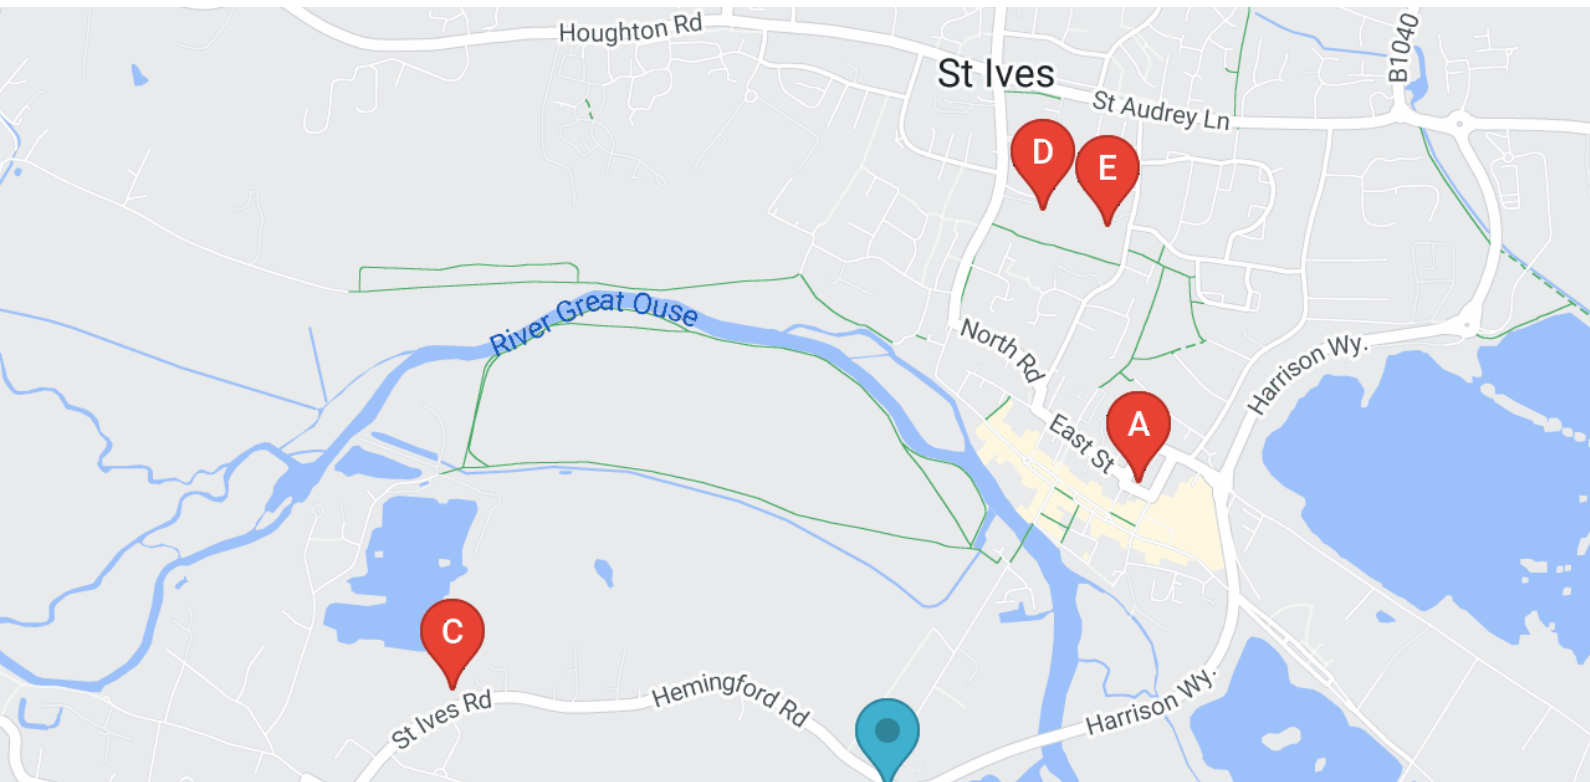 Houghton Rd
B1040
St Ives
St Audrey Ln
D
E
River Great Ouse
North Rd
Harrison Wy.
A
East St
C
Hemingford Rd
St Ives Rd
Harrison Wy.